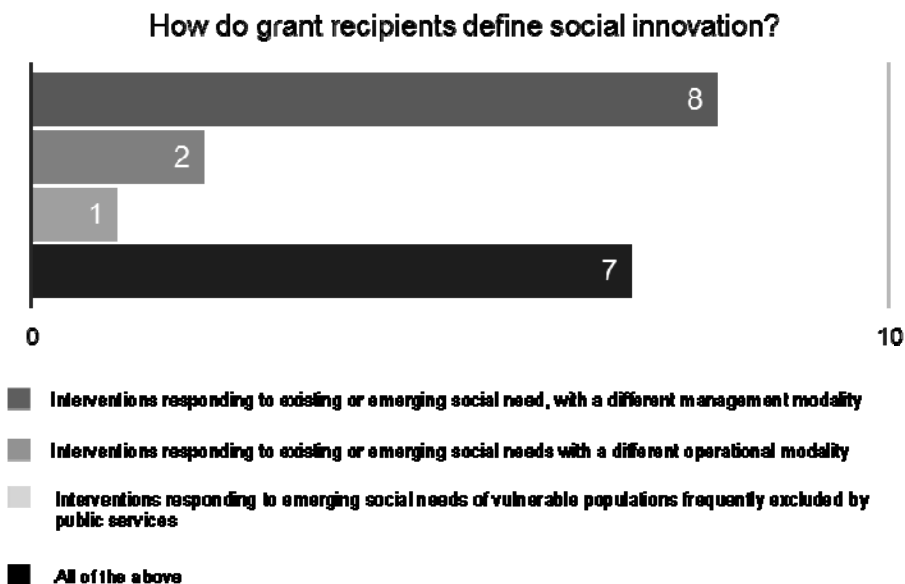 How do grant recipients define social innovation?
8
2
1
7
0
10
Interventions responding to existing or emerging social need, with a different management modality
Interventions responding to existing or emerging social needs with a different operational modality
Interventions responding to emerging social needs of vulnerable populations frequently excluded by
public services
All of the above